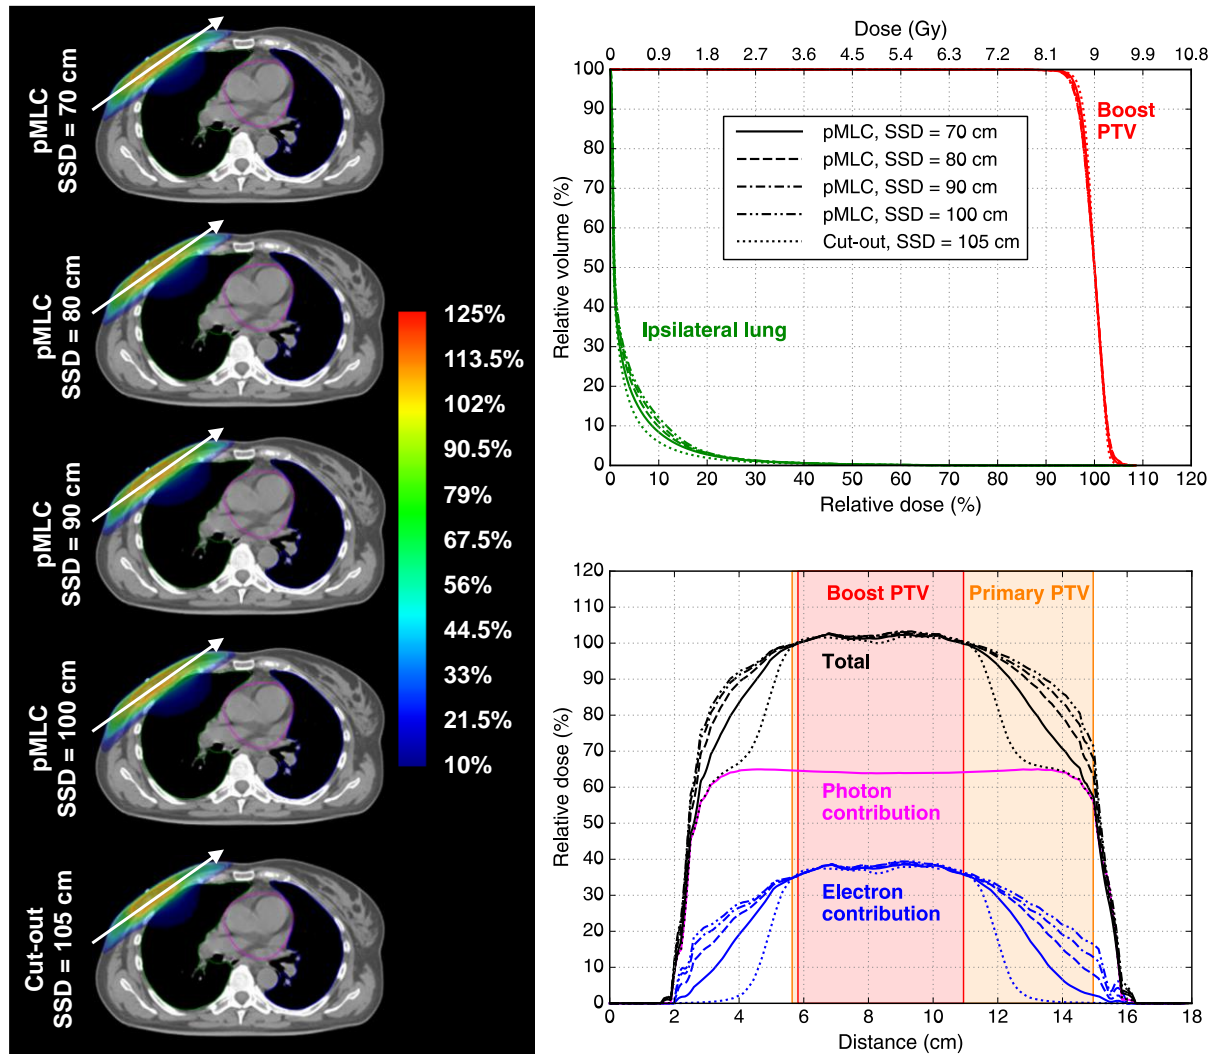 pMLC
SSD = 70 cm
pMLC
SSD = 80 cm
pMLC
SSD = 90 cm
pMLC
SSD = 100 cm
Cut-out
SSD = 105 cm
125%
113.5%
102%
90.5%
79%
67.5%
56%
44.5%
33%
21.5%
10%
Dose (Gy)
0 0.9 1.8 2.7 3.6 4.5 5.4 6.3 7.2 8.1 9 9.9 10.8
100
90
80
70
60
50
40
30
20
10
0
Relative volume (%)
Boost
PTV
pMLC, SSD = 70 cm
pMLC, SSD = 80 cm
pMLC, SSD = 90 cm
pMLC, SSD = 100 cm
Cut-out, SSD = 105 cm
Ipsilateral lung
0 10 20 30 40 50 60 70 80 90 100 110 120
Relative dose (%)
120
110
100
90
80
70
60
50
40
30
20
10
0
Relative dose (%)
Boost PTV
Primary PTV
Total
Photon
contribution
Electron
contribution
0 2 4 6 8 10 12 14 16 18
Distance (cm)